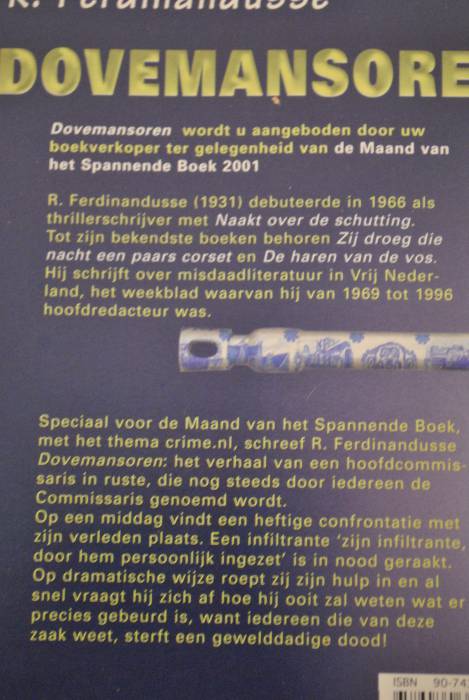 R. Ferdinandusse
DOVEMANSORE
Dovemansoren wordt u aangeboden door uw
boekverkoper ter gelegenheid van de Maand van
het Spannende Boek 2001
R. Ferdinandusse (1931) debuteerde in 1966 als
thrillerschrijver met Naakt over de schutting.
Tot zijn bekendste boeken behoren Zij droeg die
nacht een paars corset en De haren van de vos.
Hij schrijft over misdaadliteratuur in Vrij Neder-
land, het weekblad waarvan hij van 1969 tot 1996
hoofdredacteur was.
Speciaal voor de Maand van het Spannende Boek,
met het thema crime.nl, schreef R. Ferdinandusse
Dovemansoren: het verhaal van een hoofdcommis-
saris in ruste, die nog steeds door iedereen de
Commissaris genoemd wordt.
Op een middag vindt een heftige confrontatie met
zijn verleden plaats. Een infiltrante ‘zijn infiltrante,
door hem persoonlijk ingezet’ is in nood geraakt.
Op dramatische wijze roept zij zijn hulp in en al
snel vraagt hij zich af hoe hij ooit zal weten wat er
precies gebeurd is, want iedereen die van deze
zaak weet, sterft een gewelddadige dood!
ISBN 90-74